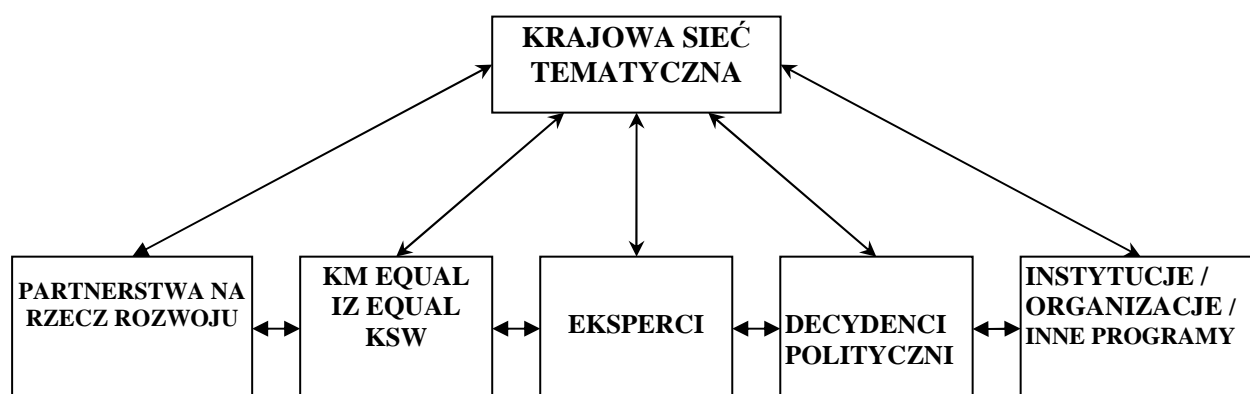 KRAJOWA SIEĆ
TEMATYCZNA
PARTNERSTWA NA
RZECZ ROZWOJU
KM EQUAL
IZ EQUAL
KSW
EKSPERCI
DECYDENCI
POLITYCZNI
INSTYTUCJE /
ORGANIZACJE /
INNE PROGRAMY